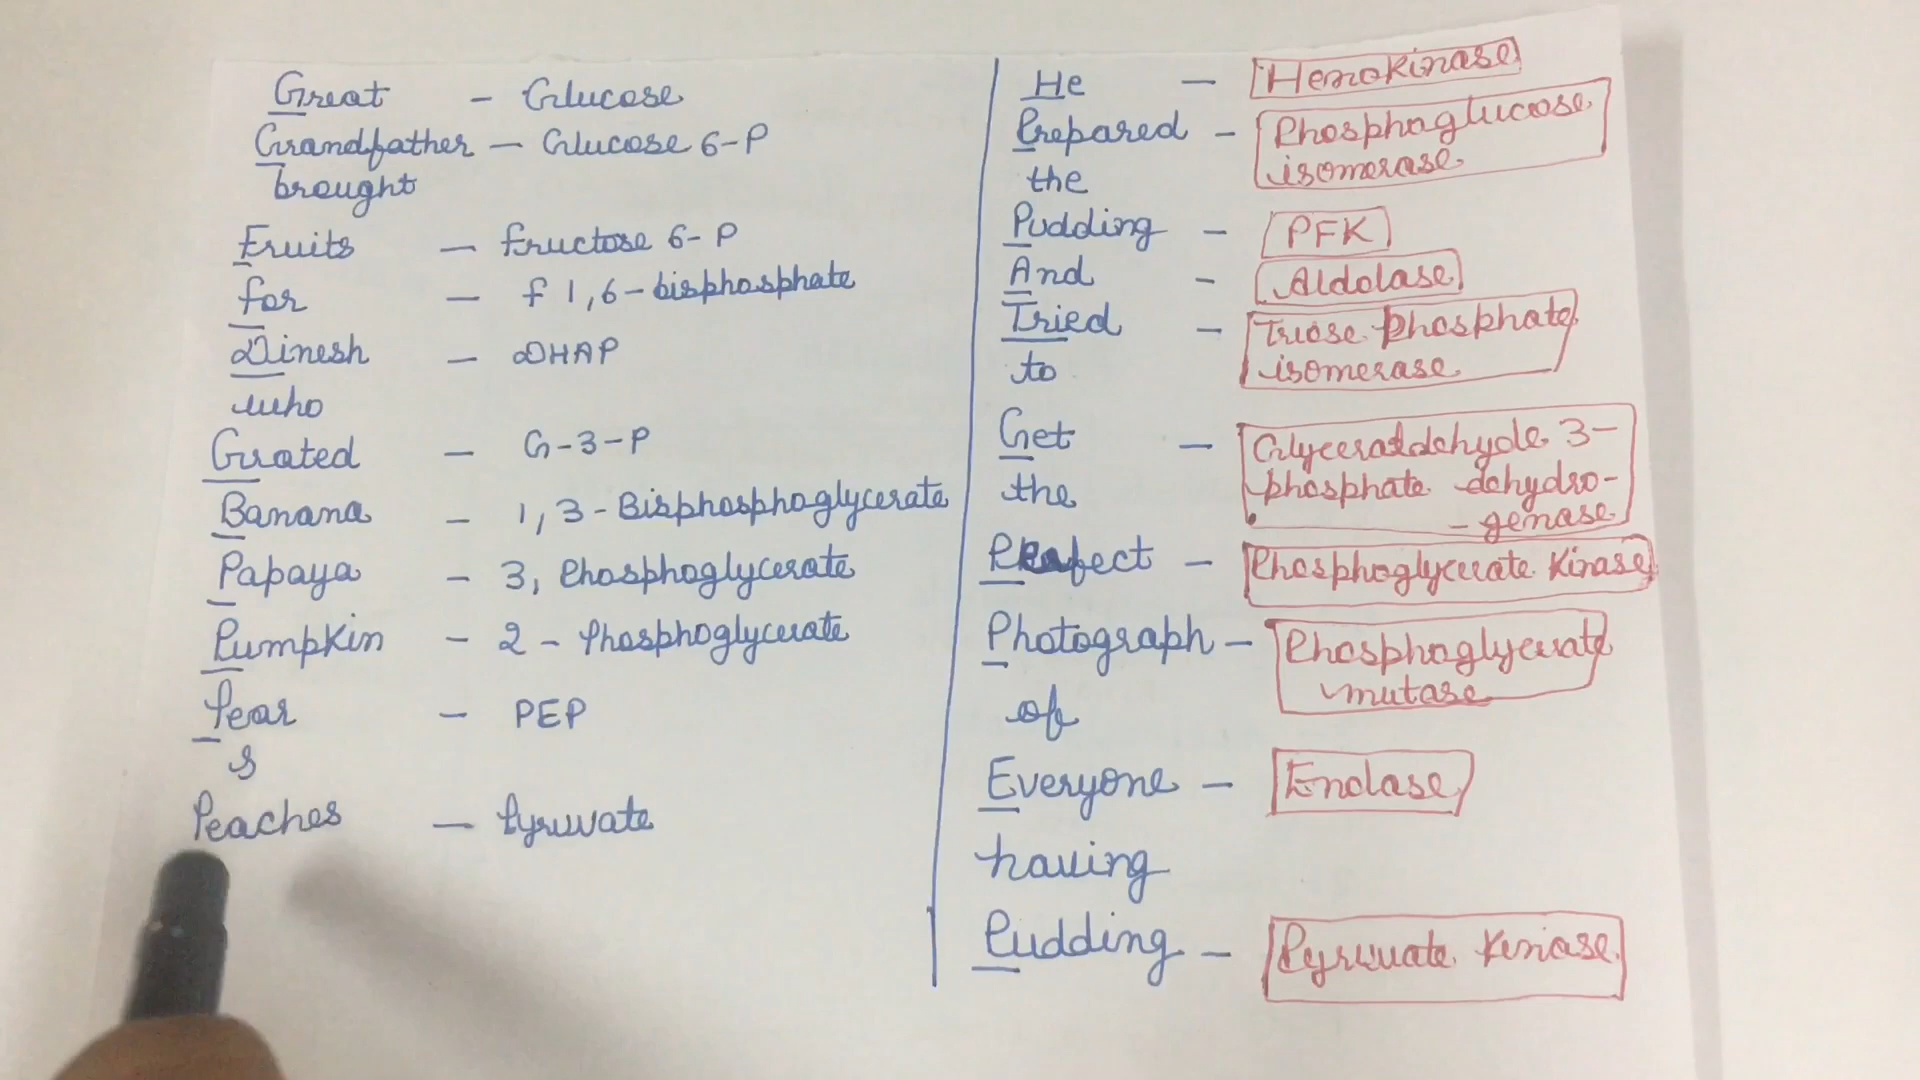 Great - Glucose
Grandfather - Glucose 6-P
brought
Fruits - fructose 6-P
for - f 1,6-bisphosphate
Dinesh - DHAP
who
Grated - G-3-P
Banana - 1,3-Bisphosphoglycerate
Papaya - 3, Phosphoglycerate
Pumpkin - 2-Phosphoglycerate
Pear - PEP
&
Peaches - Pyruvate
He - Hexokinase
Prepared - Phosphoglucose
the isomerase
Pudding - PFK
And - Aldolase
Tried - Triose phosphate
to isomerase
Get - Glyceraldehyde 3-
the phosphate dehydro-
-genase
Perfect - Phosphoglycerate Kinase
Photograph - Phosphoglycerate
mutase
of
Everyone - Enolase
having
Pudding - Pyruvate Kinase